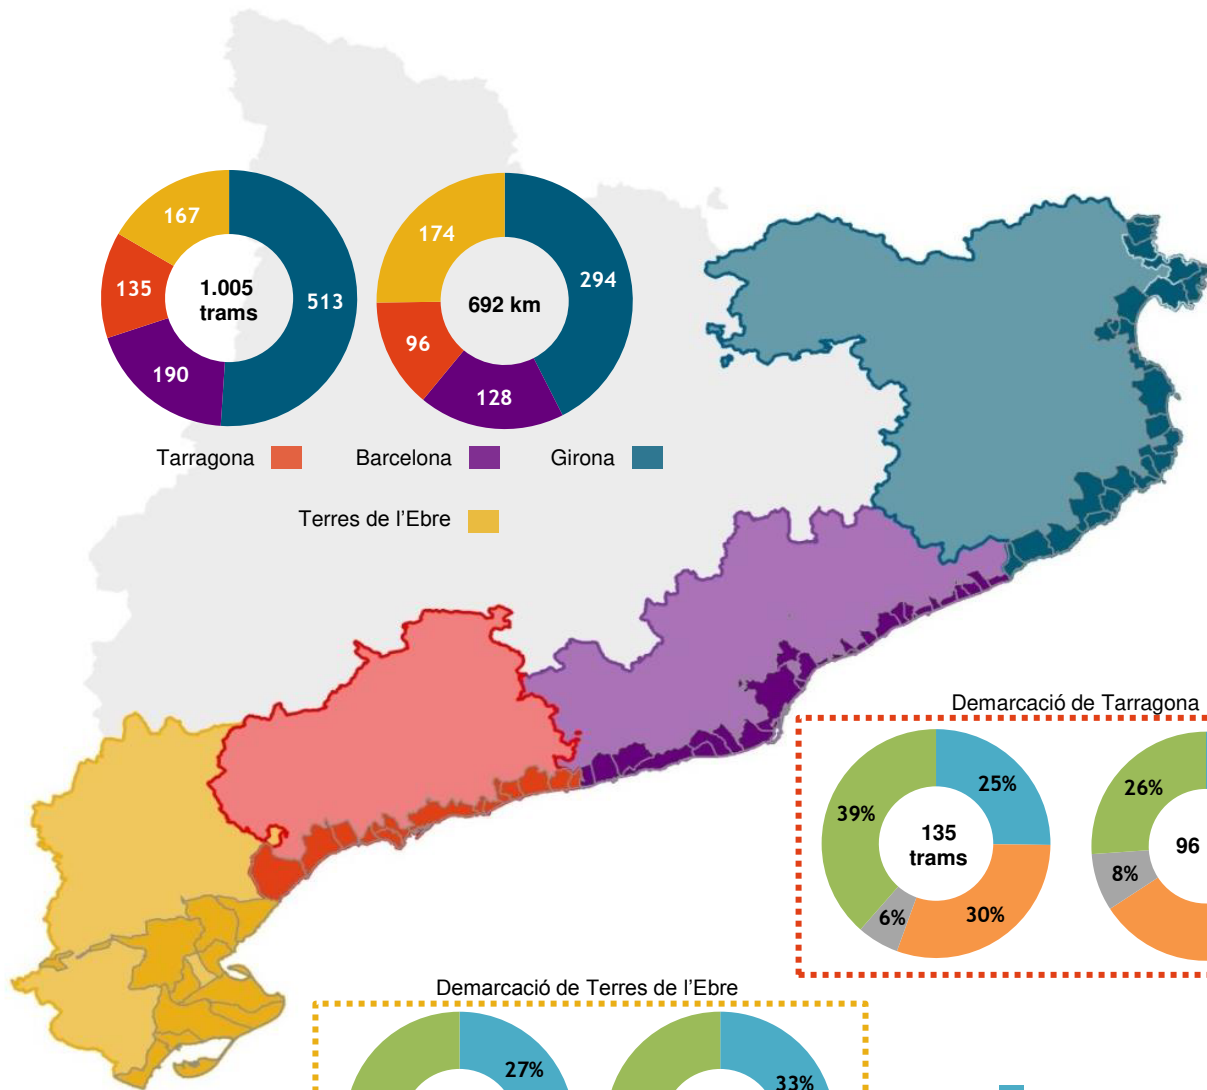 167
135
1.005
trams
513
190
174
294
692 km
96
128
Tarragona
Barcelona
Girona
Terres de l’Ebre
Demarcació de Tarragona
25%
39%
135
trams
6%
30%
26%
96
8%
Demarcació de Terres de l’Ebre
27%
33%